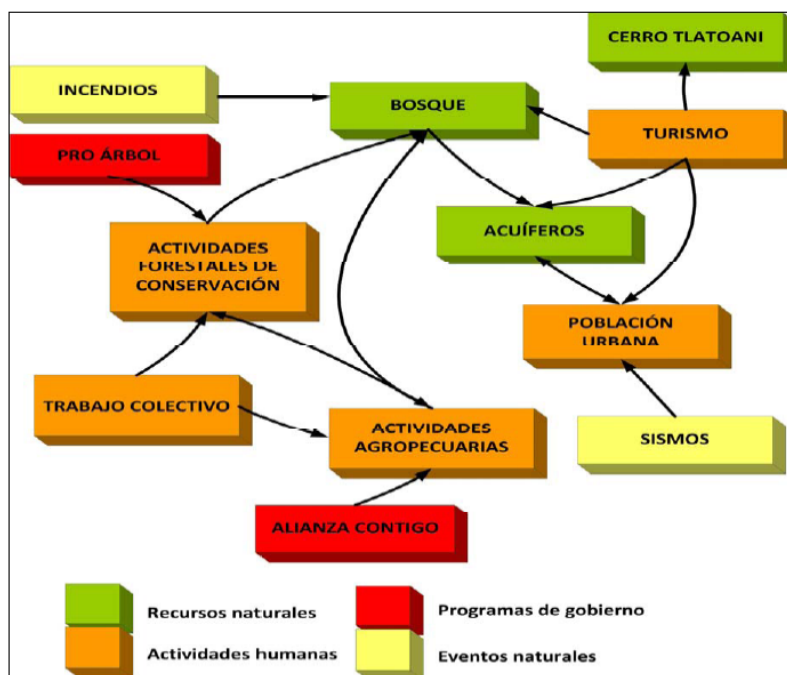 CERRO TLATOANI
INCENDIOS
BOSQUE
TURISMO
PRO ÁRBOL
ACUÍFEROS
ACTIVIDADES
FORESTALES DE
CONSERVACIÓN
POBLACIÓN
URBANA
TRABAJO COLECTIVO
ACTIVIDADES
AGROPECUARIAS
SISMOS
ALIANZA CONTIGO
Recursos naturales
Programas de gobierno
Actividades humanas
Eventos naturales